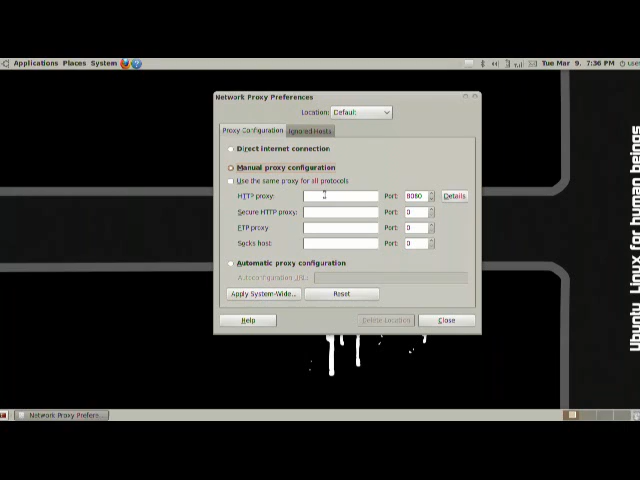 Applications Places System Tue Mar 9, 7:36 PM user
Network Proxy Preferences
Location: Default
Proxy Configuration Ignored Hosts
Direct internet connection
Manual proxy configuration
Use the same proxy for all protocols
HTTP proxy: Port: 8080 Details
Secure HTTP proxy: Port: 0
FTP proxy: Port: 0
Socks host: Port: 0
Automatic proxy configuration
Autoconfiguration URL:
Apply System-Wide... Reset
Help Delete Location Close
Ubuntu, Linux for human beings
Network Proxy Prefere...